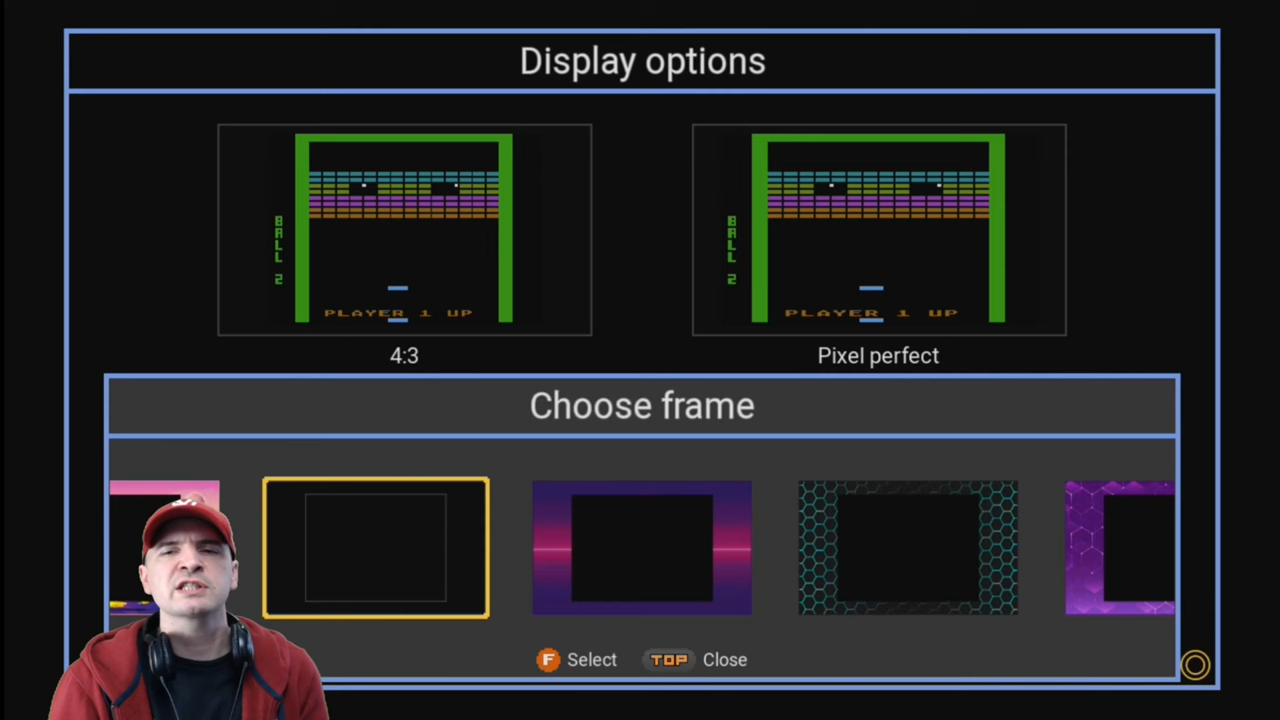 Display options
BALL 2
PLAYER 1 UP
BALL 2
PLAYER 1 UP
4:3
Pixel perfect
Choose frame
F Select TOP Close